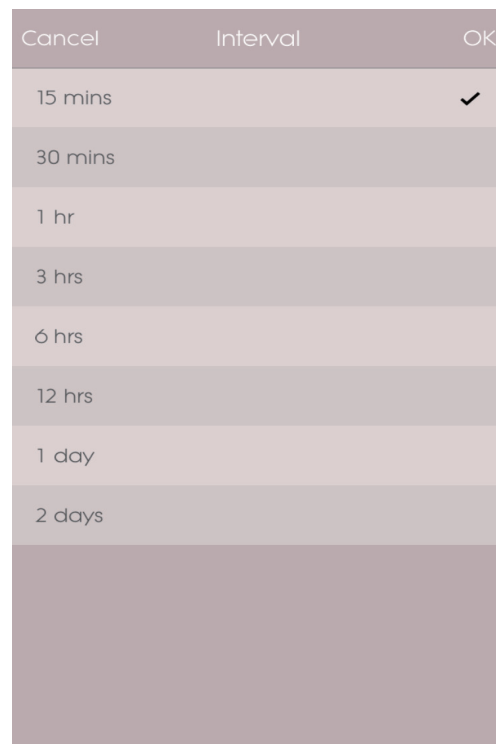 Cancel Interval OK
15 mins
30 mins
1 hr
3 hrs
6 hrs
12 hrs
1 day
2 days